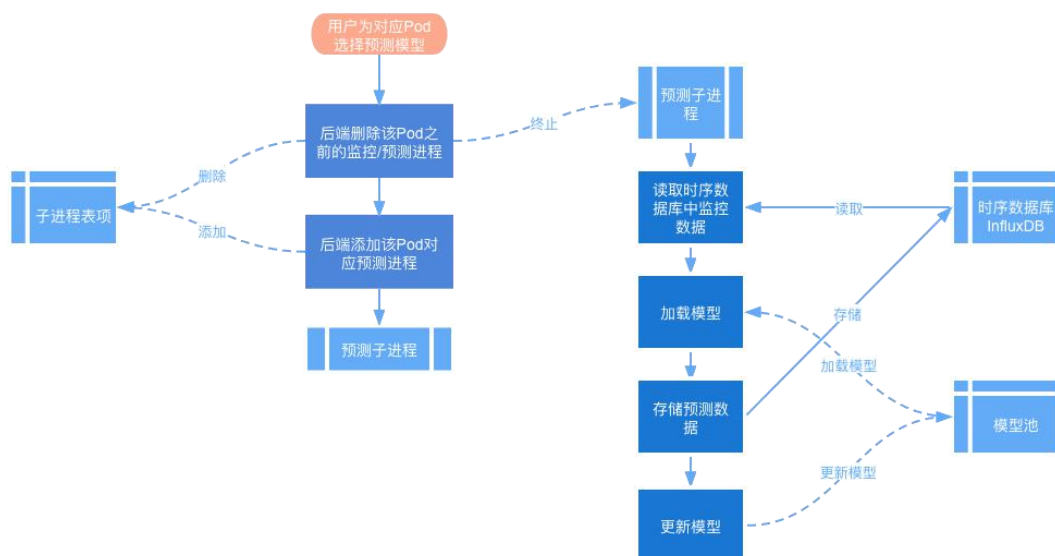 用户为对应Pod
选择预测模型
后端删除该Pod之
前的监控/预测进程
终止
删除
子进程表项
添加
后端添加该Pod对
应预测进程
预测子进程
预测子进
程
读取时序数
据库中监控
数据
读取
时序数据库
InfluxDB
加载模型
存储
加载模型
存储预测数
据
模型池
更新模型
更新模型